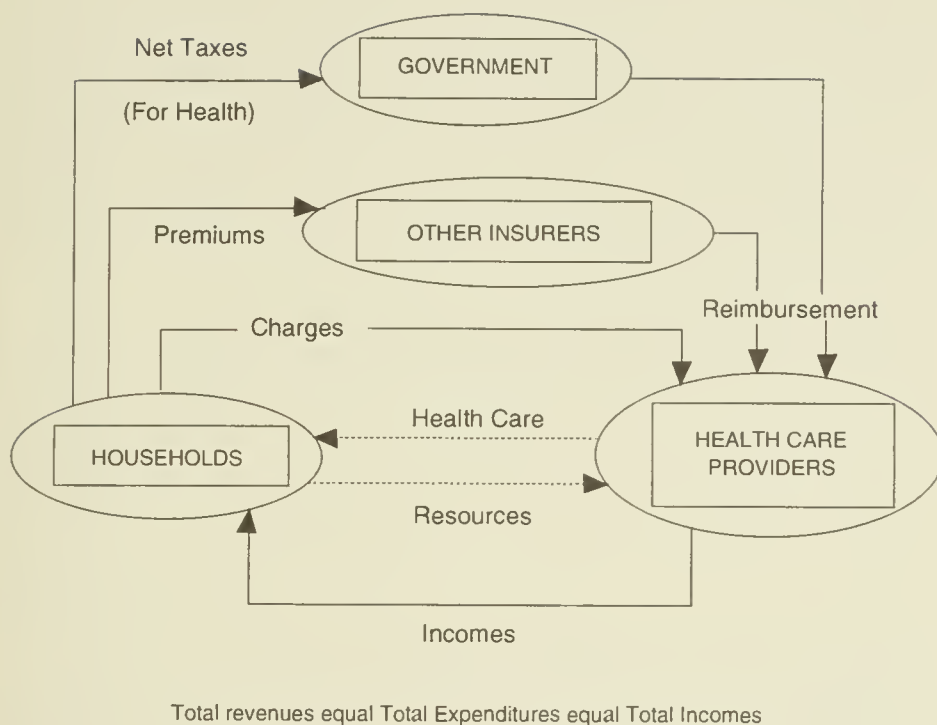 Net Taxes
GOVERNMENT
(For Health)
Premiums
OTHER INSURERS
Reimbursement
Charges
Health Care
HOUSEHOLDS
HEALTH CARE
PROVIDERS
Resources
Incomes
Total revenues equal Total Expenditures equal Total Incomes